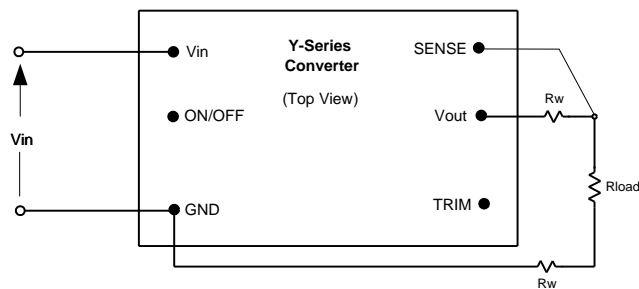 Y-Series
Converter
(Top View)
Vin
SENSE
ON/OFF
Vout
Rw
Vin
Rload
GND
TRIM
Rw